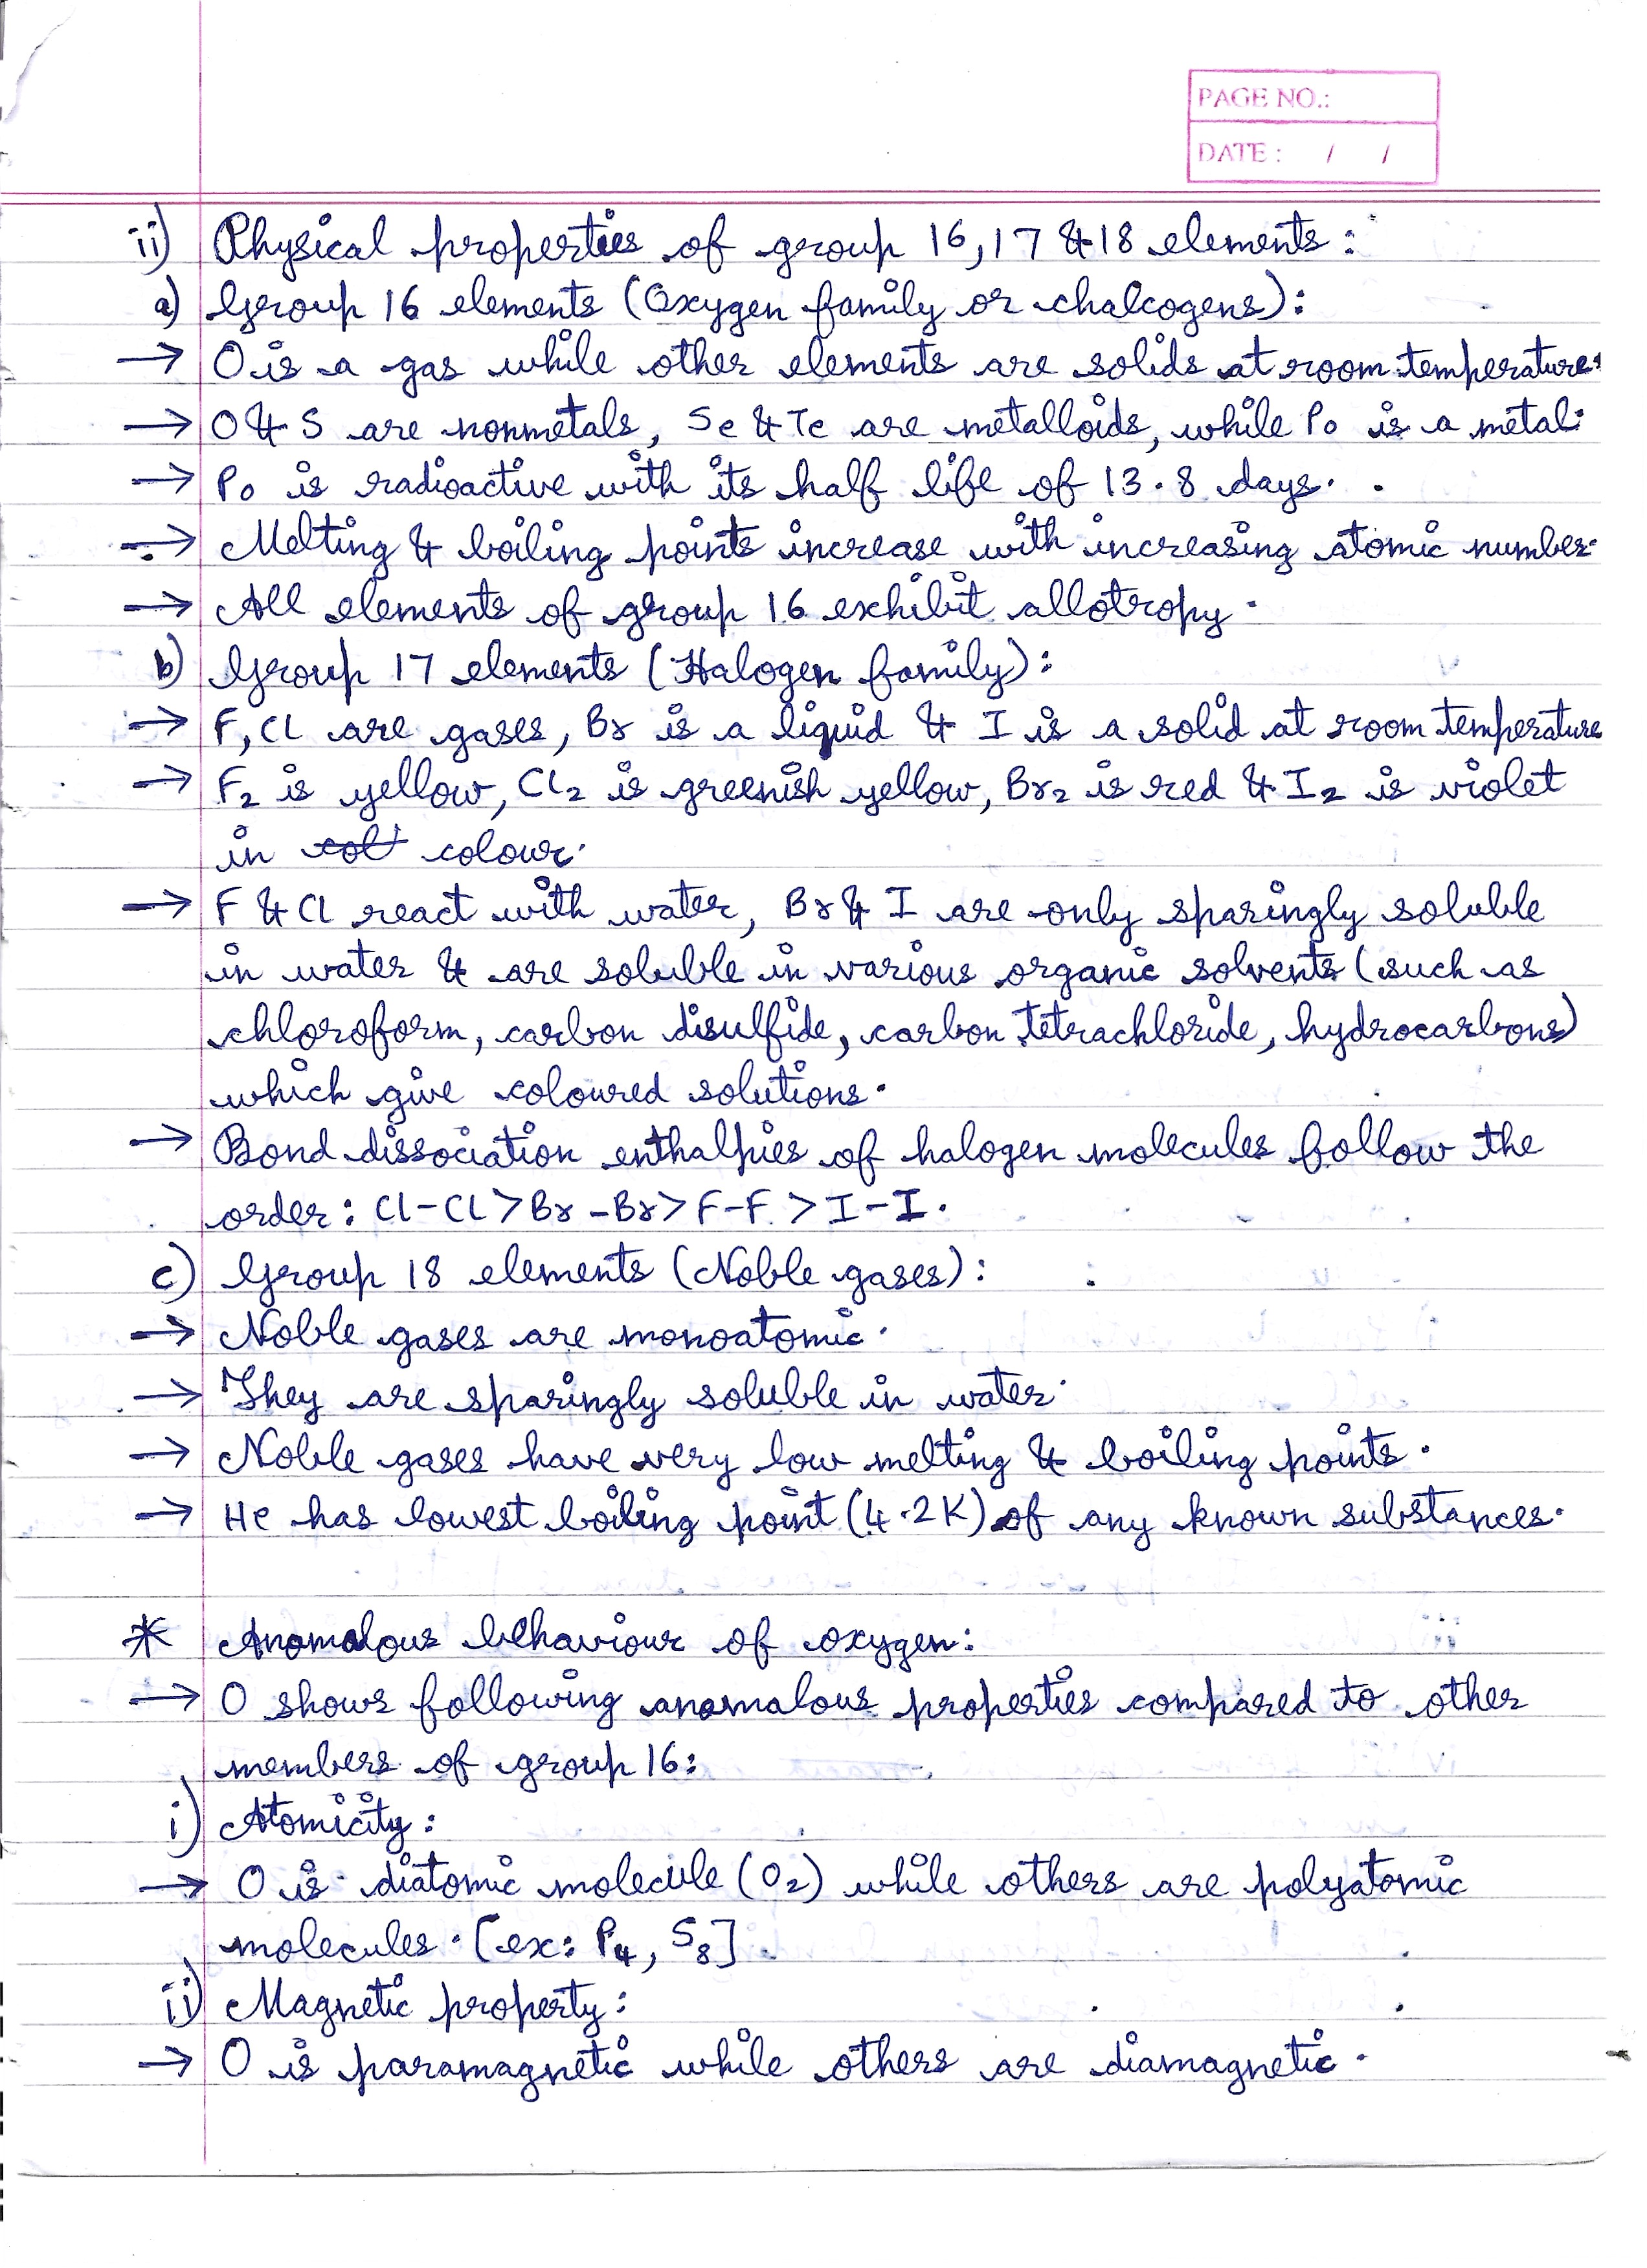 PAGE NO.:
DATE : / /
ii) Physical properties of group 16, 17 & 18 elements :
a) Group 16 elements (Oxygen family or chalcogens) :
→ O is a gas while other elements are solids at room temperature.
→ O & S are nonmetals, Se & Te are metalloids, while Po is a metal.
→ Po is radioactive with its half life of 13.8 days.
→ Melting & boiling points increase with increasing atomic number.
→ All elements of group 16 exhibit allotropy.
b) Group 17 elements (Halogen family) :
→ F, Cl are gases, Br is a liquid & I is a solid at room temperature
→ F₂ is yellow, Cl₂ is greenish yellow, Br₂ is red & I₂ is violet
in ~~col~~ colour.
→ F & Cl react with water, Br & I are only sparingly soluble
in water & are soluble in various organic solvents (such as
chloroform, carbon disulfide, carbon tetrachloride, hydrocarbons)
which give coloured solutions.
→ Bond dissociation enthalpies of halogen molecules follow the
order : Cl-Cl > Br-Br > F-F > I-I.
c) Group 18 elements (Noble gases) :
→ Noble gases are monoatomic.
→ They are sparingly soluble in water.
→ Noble gases have very low melting & boiling points.
→ He has lowest boiling point (4.2 K) of any known substances.
* Anomalous behaviour of oxygen :
→ O shows following anomalous properties compared to other
members of group 16 :
i) Atomicity :
→ O is diatomic molecule (O₂) while others are polyatomic
molecules. [ex: P₄, S₈]
ii) Magnetic property :
→ O is paramagnetic while others are diamagnetic.